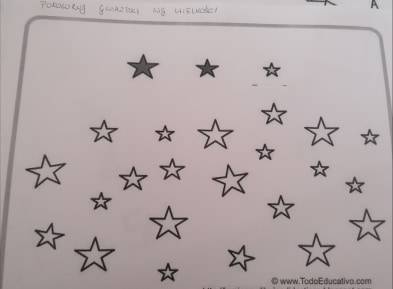 POKOLORUJ GWIAZDKI WG WIELKOŚCI
A
© www.TodoEducativo.com